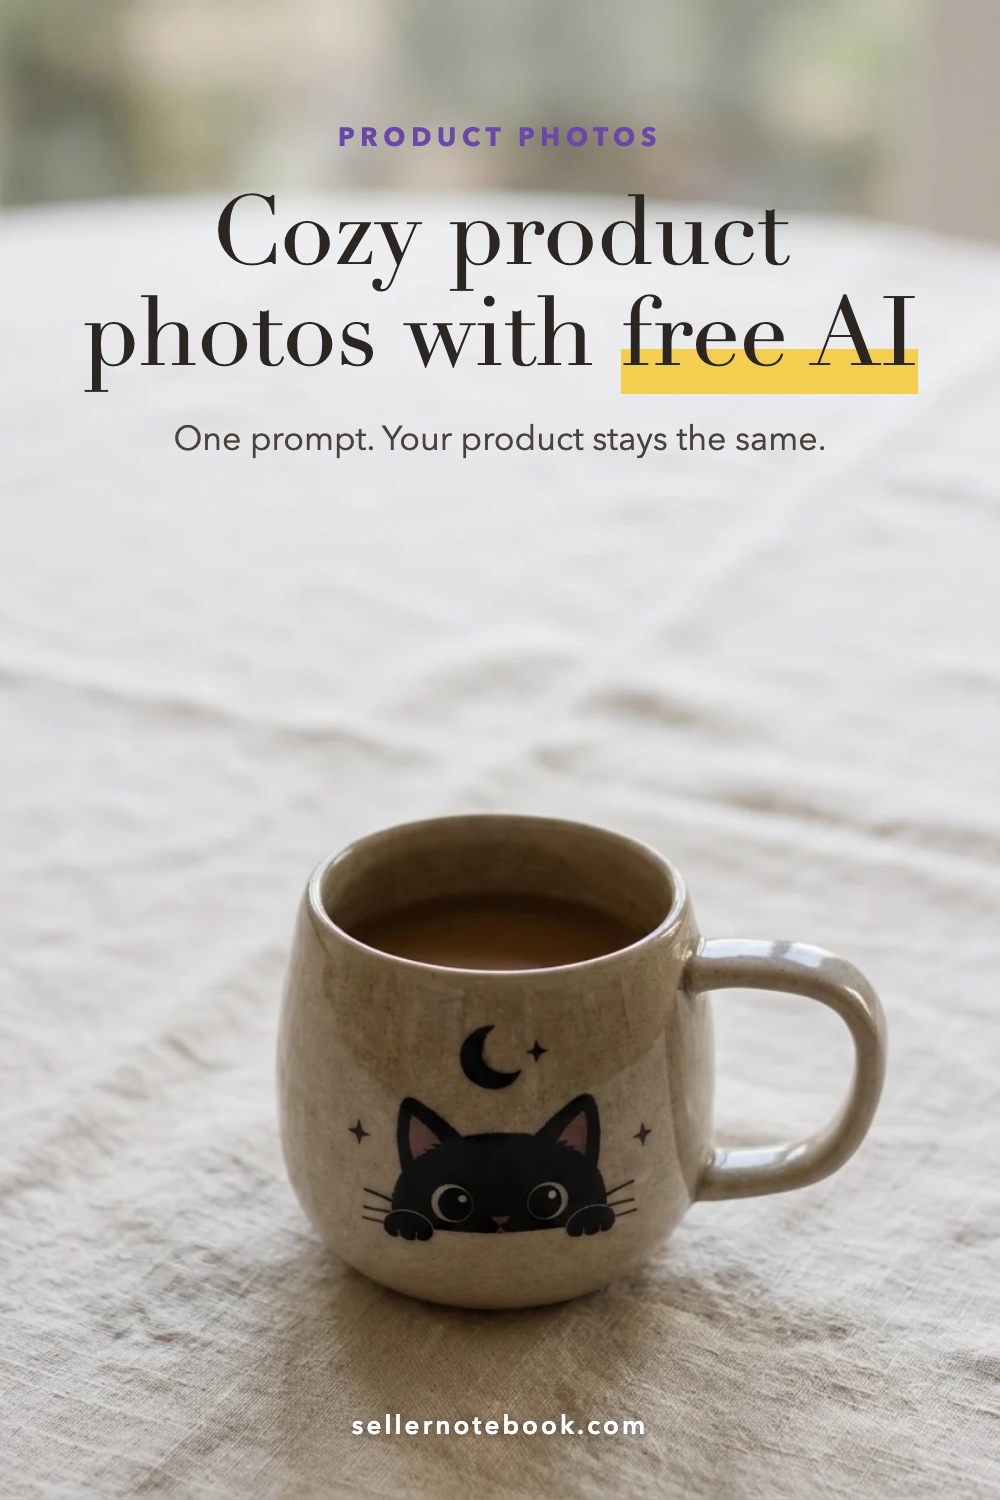 PRODUCT PHOTOS
Cozy product
photos with free AI
One prompt. Your product stays the same.
sellernotebook.com